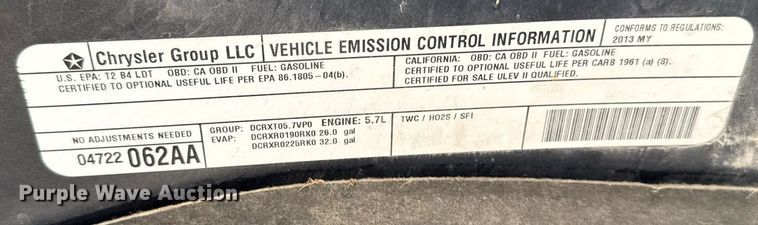 Chrysler Group LLC
VEHICLE EMISSION CONTROL INFORMATION
CONFORMS TO REGULATIONS:
2013 MY
U.S. EPA: T2 B4 LDT OBD: CA OBD II FUEL: GASOLINE
CERTIFIED TO OPTIONAL USEFUL LIFE PER EPA 86.1805-04(b).
CALIFORNIA: OBD: CA OBD II FUEL: GASOLINE
CERTIFIED TO OPTIONAL USEFUL LIFE PER CARB 1961 (a) (8).
CERTIFIED FOR SALE ULEV II QUALIFIED.
NO ADJUSTMENTS NEEDED
04722 062AA
GROUP: DCRXT05.7VP0 ENGINE: 5.7L
EVAP: DCRXR0190RK0 26.0 gal
DCRXR0225RK0 32.0 gal
TWC / HO2S / SFI
Purple Wave Auction